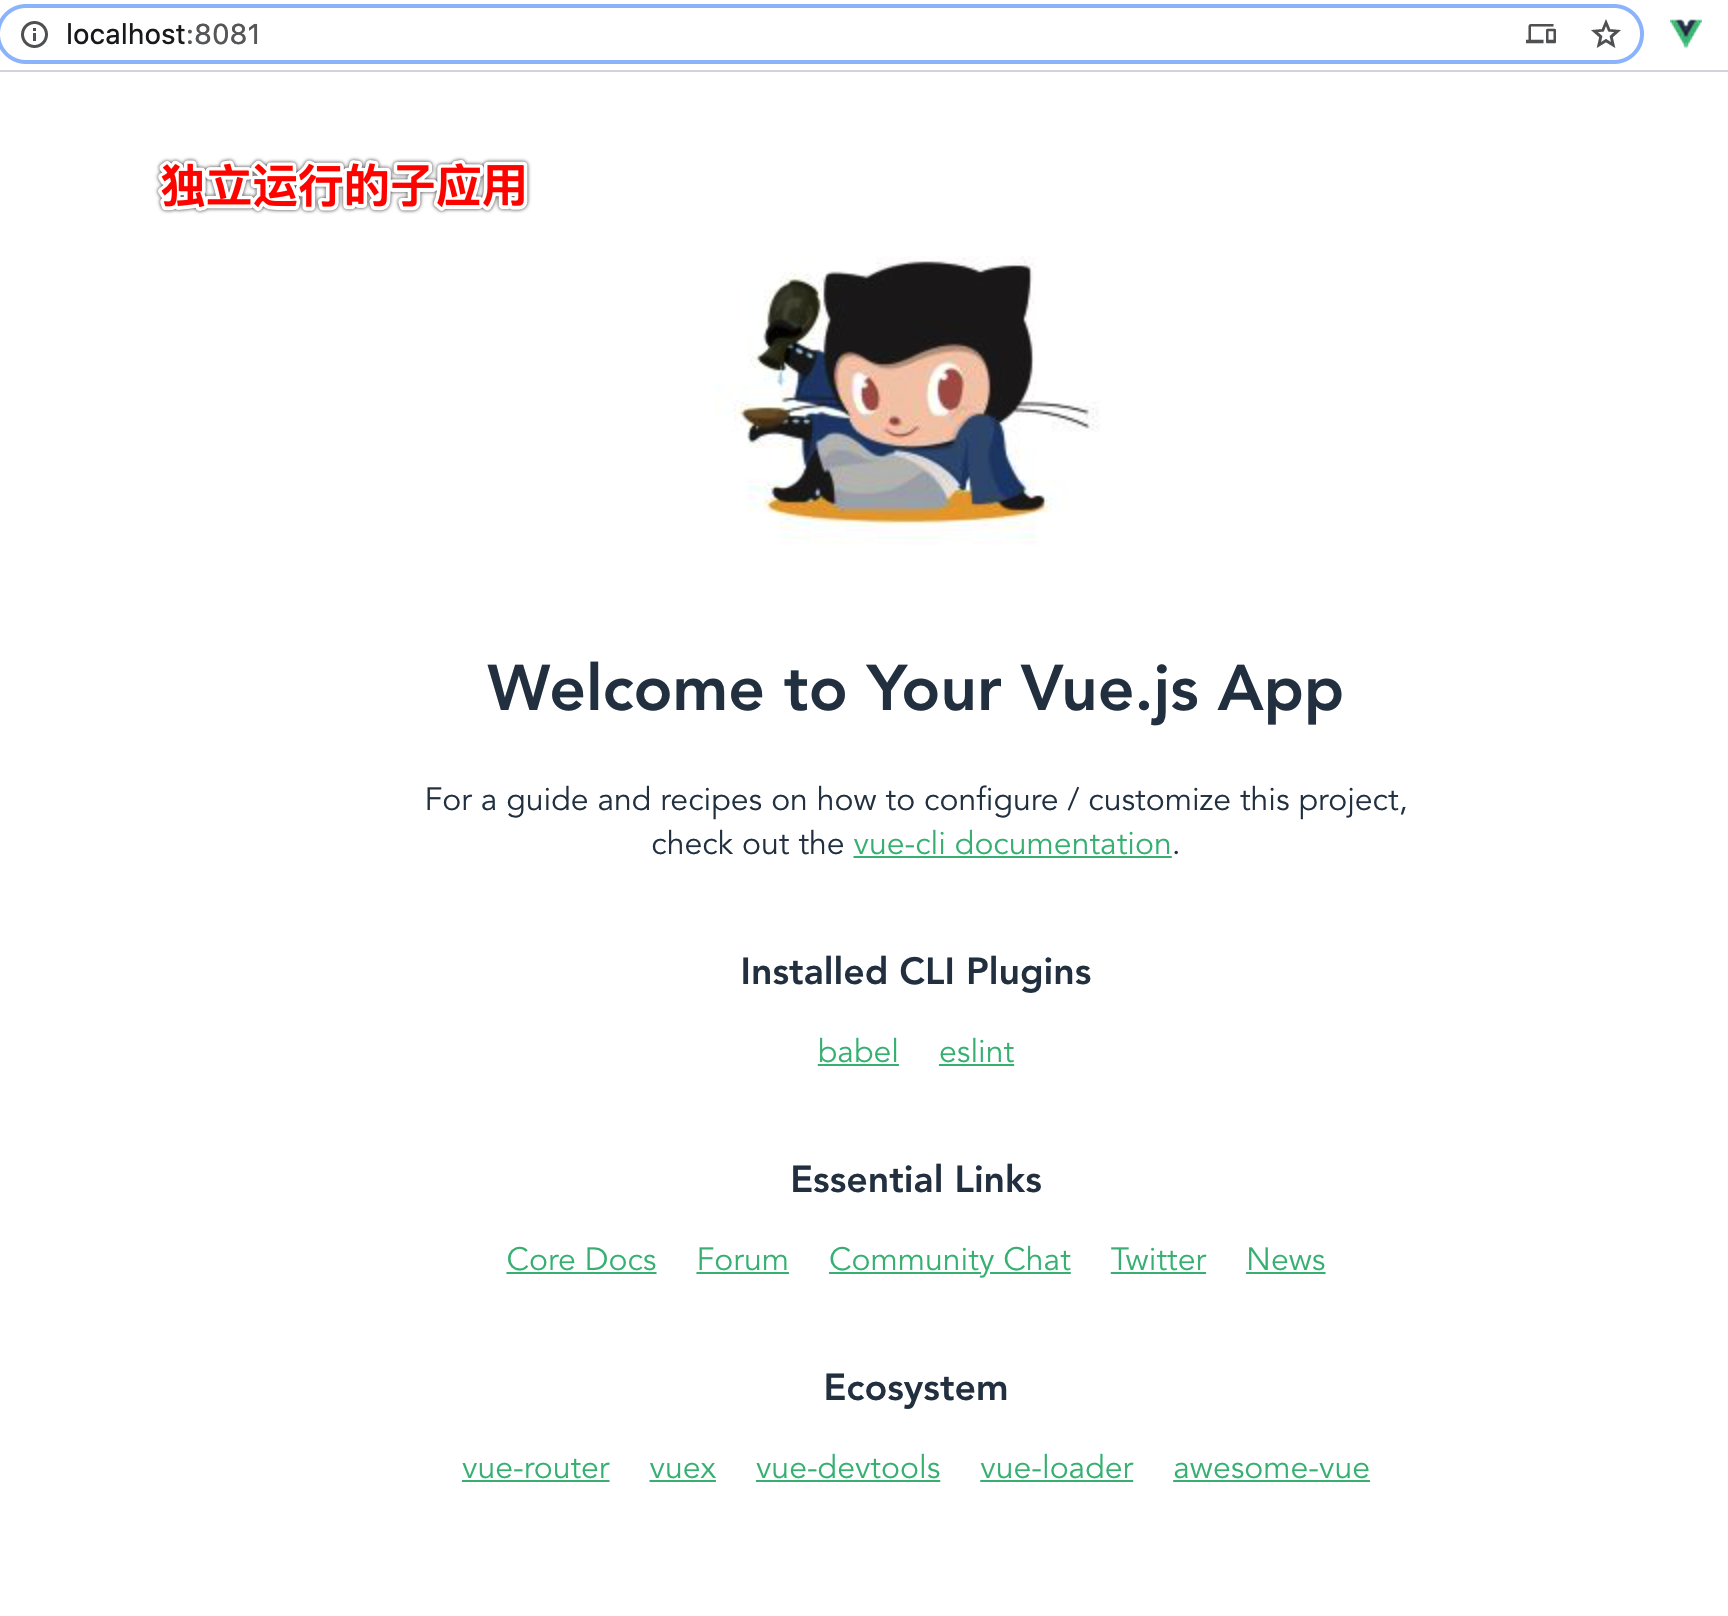 localhost:8081
独立运行的子应用
Welcome to Your Vue.js App
For a guide and recipes on how to configure / customize this project,
check out the vue-cli documentation.
Installed CLI Plugins
babel eslint
Essential Links
Core Docs Forum Community Chat Twitter News
Ecosystem
vue-router vuex vue-devtools vue-loader awesome-vue